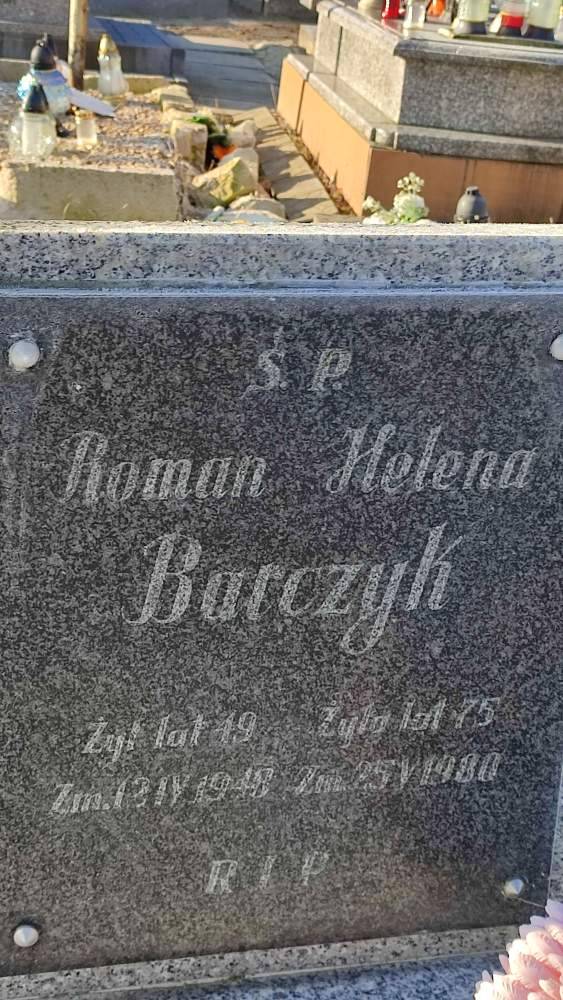 Ś. P.
Roman Helena
Barczyk
Żył lat 49 Żyła lat 75
Zm. 13 IV 1948 Zm. 25 V 1980
R I P